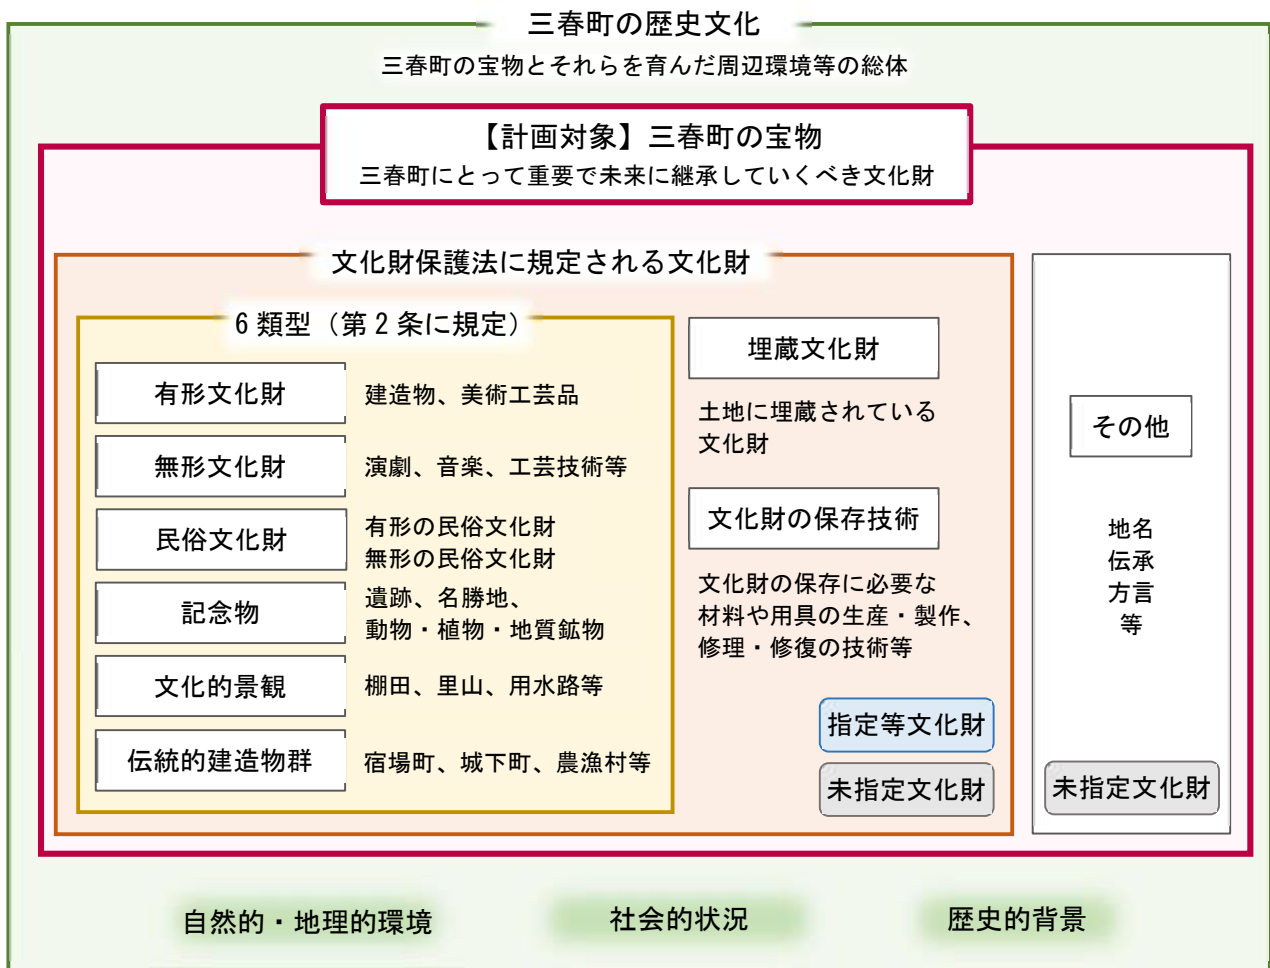 三春町の歴史文化
三春町の宝物とそれらを育んだ周辺環境等の総体
【計画対象】三春町の宝物
三春町にとって重要で未来に継承していくべき文化財
文化財保護法に規定される文化財
6 類型（第 2 条に規定）
有形文化財
建造物、美術工芸品
無形文化財
演劇、音楽、工芸技術等
民俗文化財
有形の民俗文化財
無形の民俗文化財
記念物
遺跡、名勝地、
動物・植物・地質鉱物
文化的景観
棚田、里山、用水路等
伝統的建造物群
宿場町、城下町、農漁村等
埋蔵文化財
土地に埋蔵されている
文化財
文化財の保存技術
文化財の保存に必要な
材料や用具の生産・製作、
修理・修復の技術等
指定等文化財
未指定文化財
その他
地名
伝承
方言
等
未指定文化財
自然的・地理的環境
社会的状況
歴史的背景